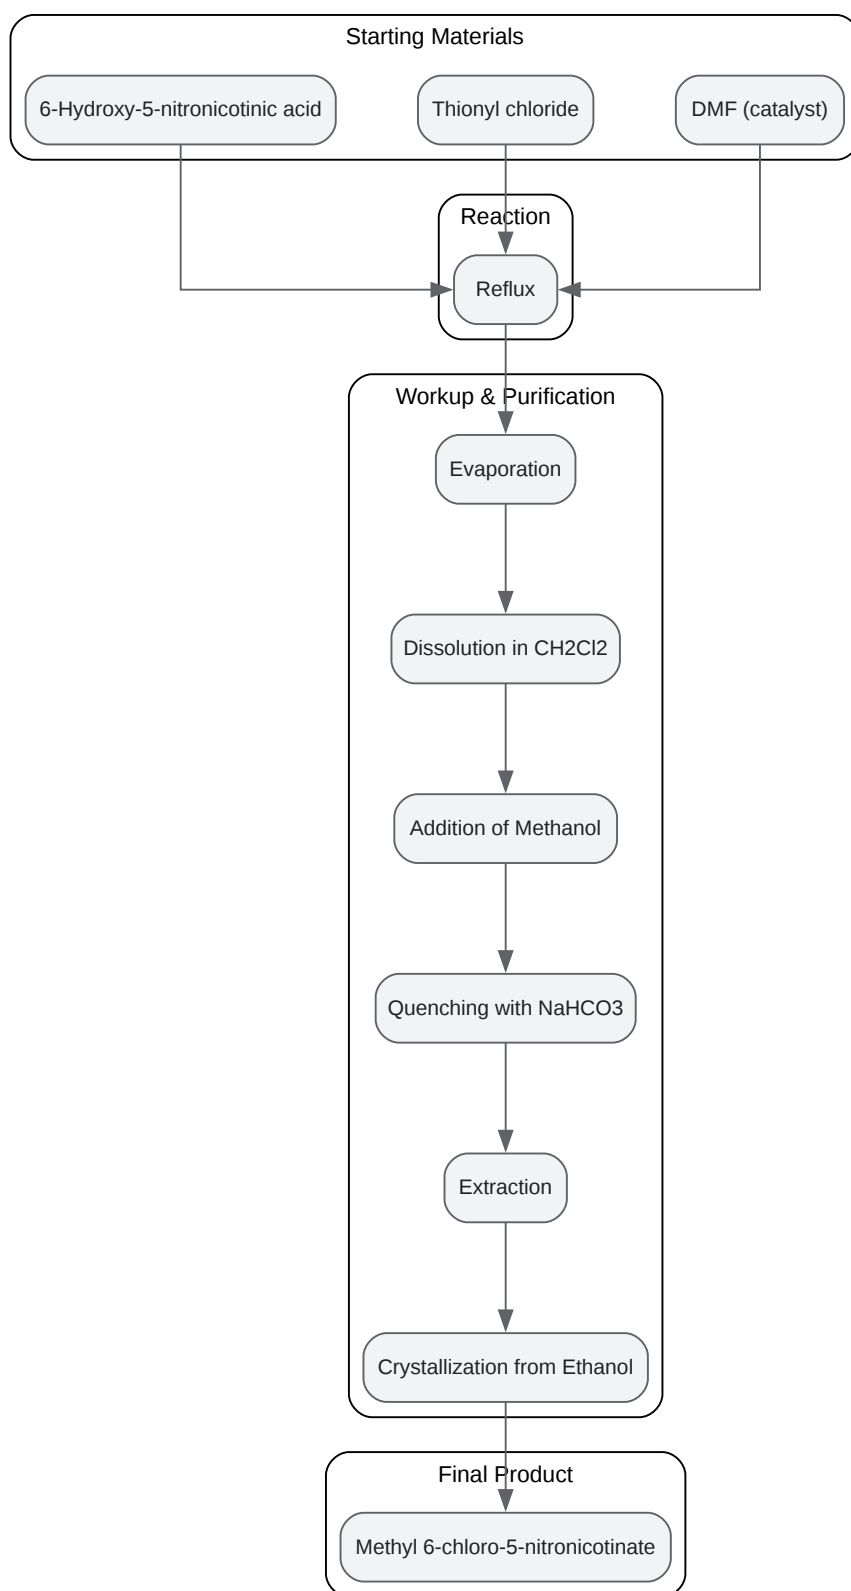 Starting Materials
6-Hydroxy-5-nitronicotinic acid
Thionyl chloride
DMF (catalyst)
Reaction
Reflux
Workup & Purification
Evaporation
Dissolution in CH2Cl2
Addition of Methanol
Quenching with NaHCO3
Extraction
Crystallization from Ethanol
Final Product
Methyl 6-chloro-5-nitronicotinate